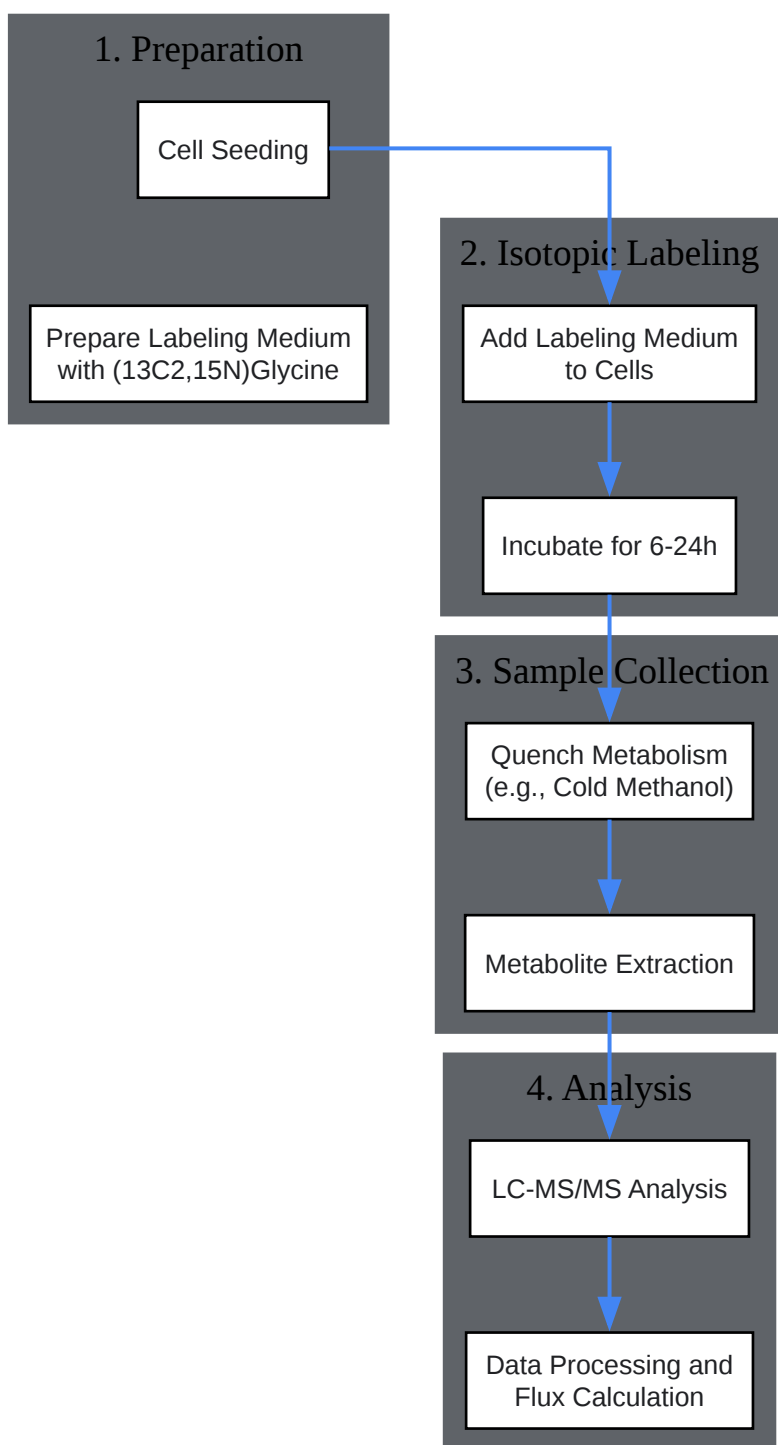 1. Preparation
Cell Seeding
Prepare Labeling Medium
with (13C2,15N)Glycine
2. Isotopic Labeling
Add Labeling Medium
to Cells
Incubate for 6-24h
3. Sample Collection
Quench Metabolism
(e.g., Cold Methanol)
Metabolite Extraction
4. Analysis
LC-MS/MS Analysis
Data Processing and
Flux Calculation